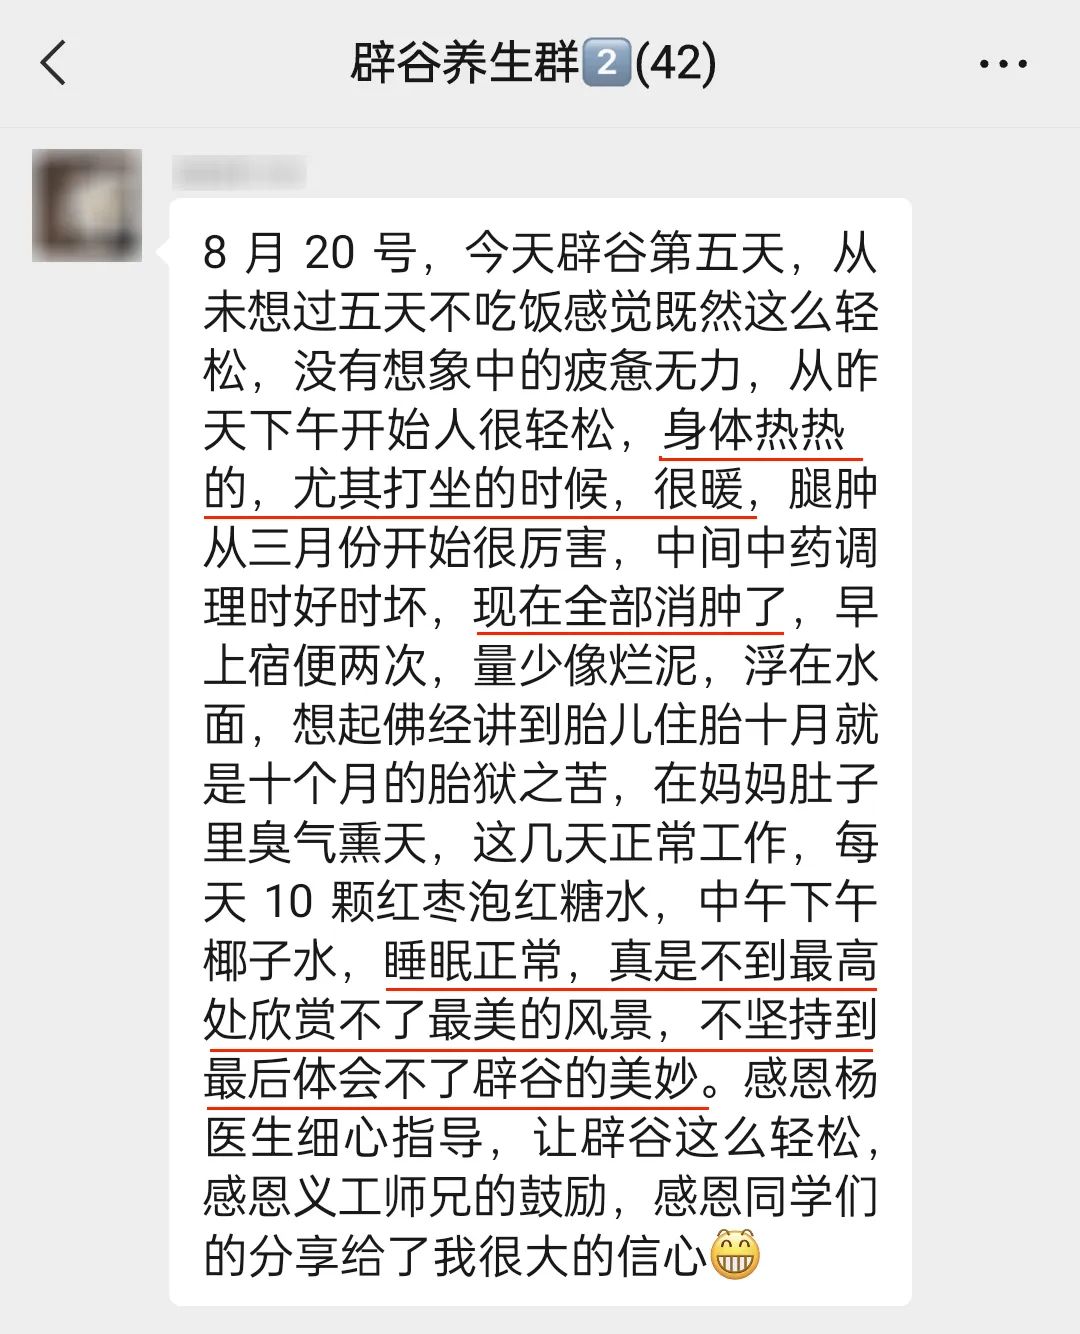 辟谷养生群2️⃣(42)
8 月 20 号，今天辟谷第五天，从
未想过五天不吃饭感觉既然这么轻
松，没有想象中的疲惫无力，从昨
天下午开始人很轻松，身体热热
的，尤其打坐的时候，很暖，腿肿
从三月份开始很厉害，中间中药调
理时好时坏，现在全部消肿了，早
上宿便两次，量少像烂泥，浮在水
面，想起佛经讲到胎儿住胎十月就
是十个月的胎狱之苦，在妈妈肚子
里臭气熏天，这几天正常工作，每
天 10 颗红枣泡红糖水，中午下午
椰子水，睡眠正常，真是不到最高
处欣赏不了最美的风景，不坚持到
最后体会不了辟谷的美妙。感恩杨
医生细心指导，让辟谷这么轻松，
感恩义工师兄的鼓励，感恩同学们
的分享给了我很大的信心😁